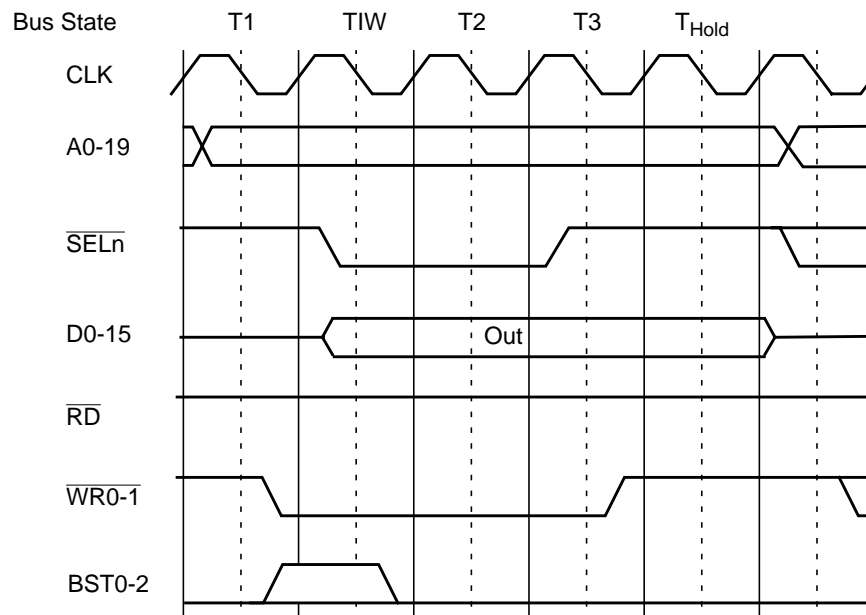 Bus State T1 TIW T2 T3 THold
CLK
A0-19
SELn
D0-15 Out
RD
WR0-1
BST0-2